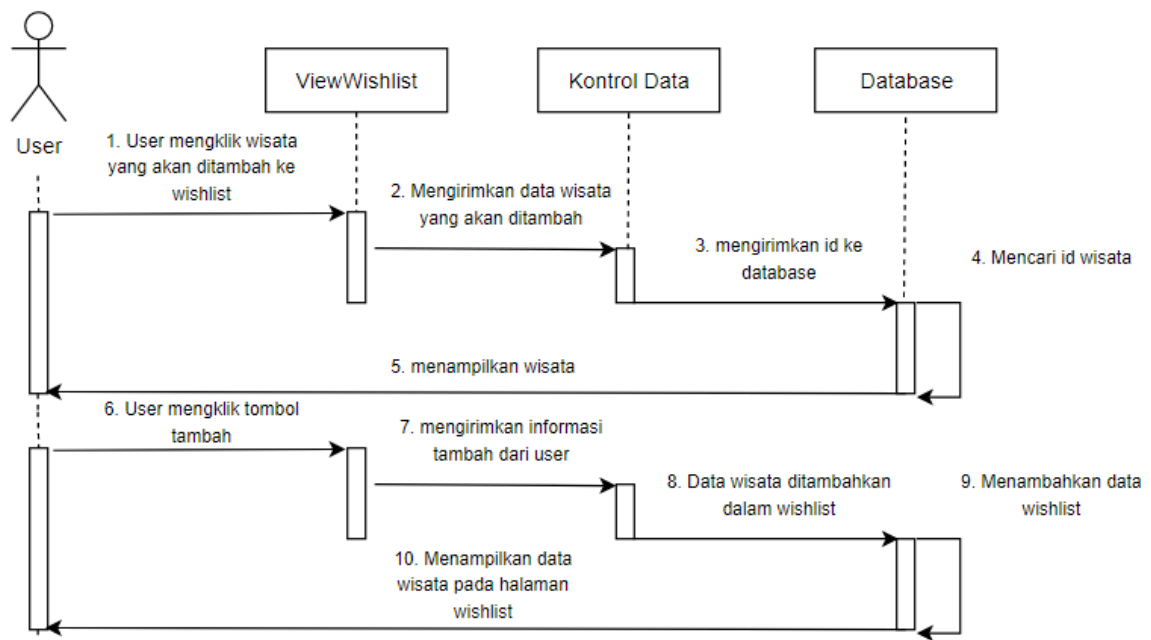 ViewWishlist
Kontrol Data
Database
User
1. User mengklik wisata
yang akan ditambah ke
wishlist
2. Mengirimkan data wisata
yang akan ditambah
3. mengirimkan id ke
database
4. Mencari id wisata
5. menampilkan wisata
6. User mengklik tombol
tambah
7. mengirimkan informasi
tambah dari user
8. Data wisata ditambahkan
dalam wishlist
9. Menambahkan data
wishlist
10. Menampilkan data
wisata pada halaman
wishlist